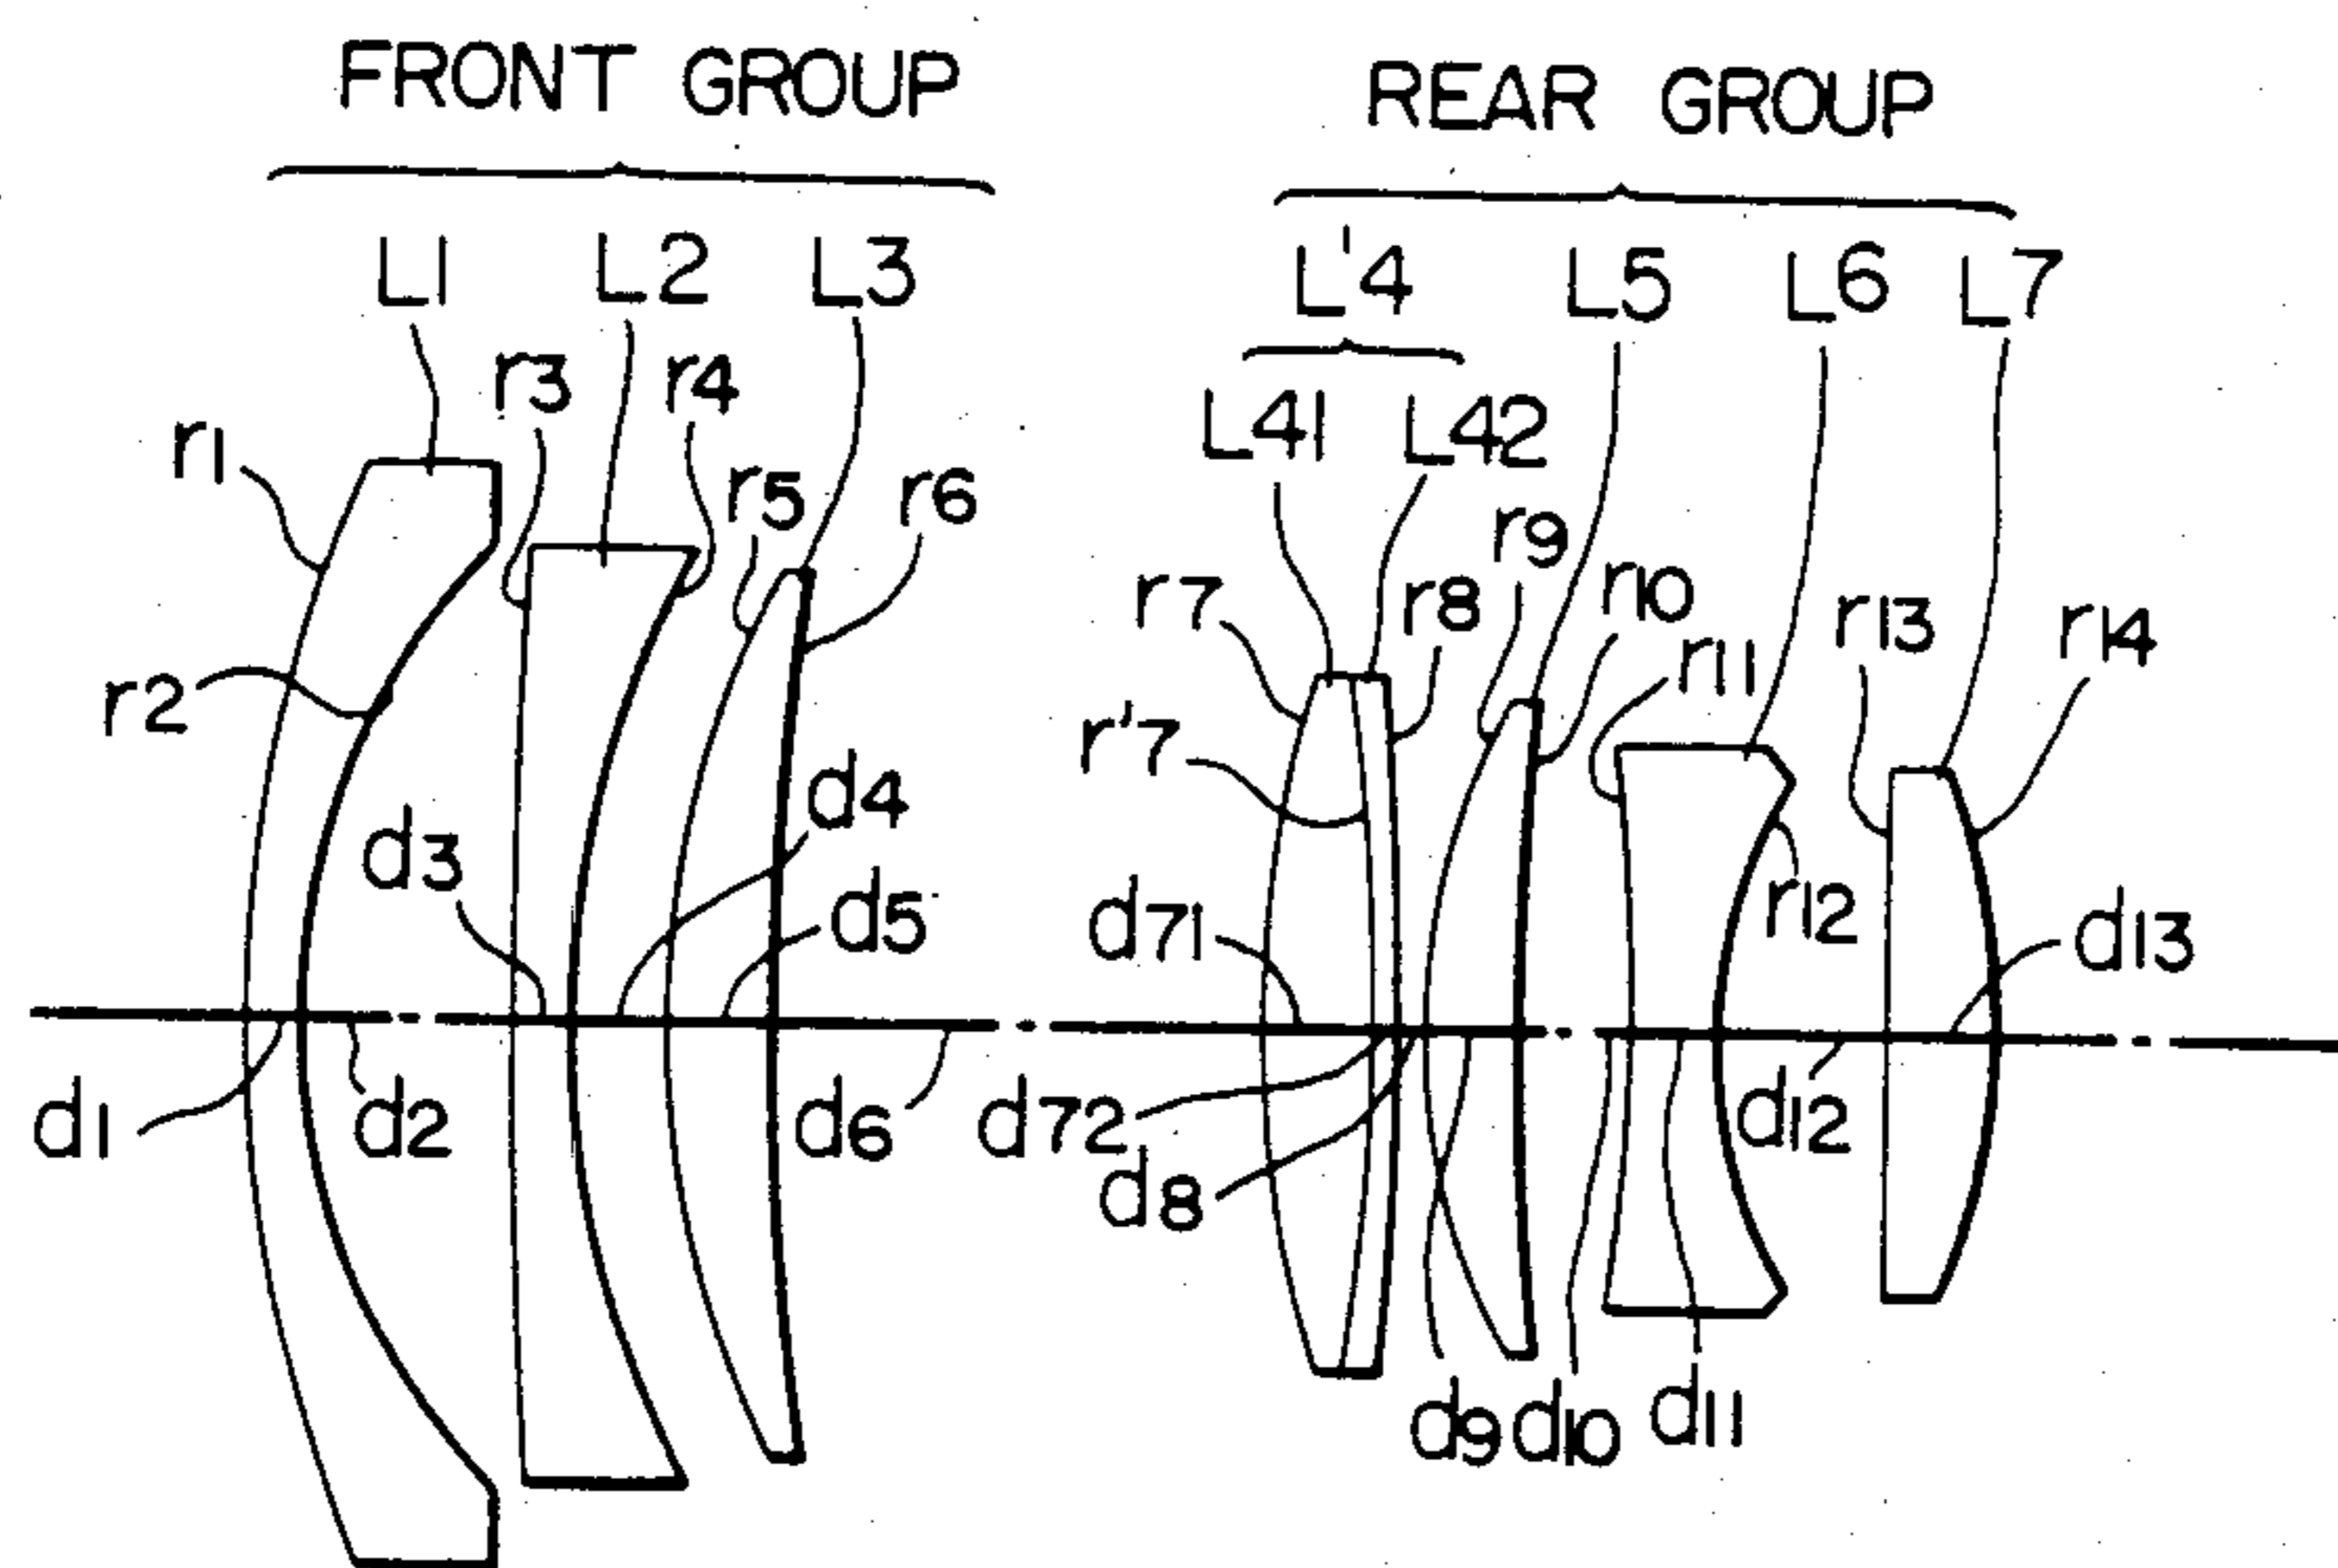 FRONT GROUP
REAR GROUP
L1 L2 L3
L'4 L5 L6 L7
L41 L42
r1 r3 r4 r5 r6
r2
r7 r8 r9 r10 r11 r13 r14
r'7
r12
d3 d4 d5
d71 d13
d1 d2 d6 d72 d8 d12
d9 d10 d11